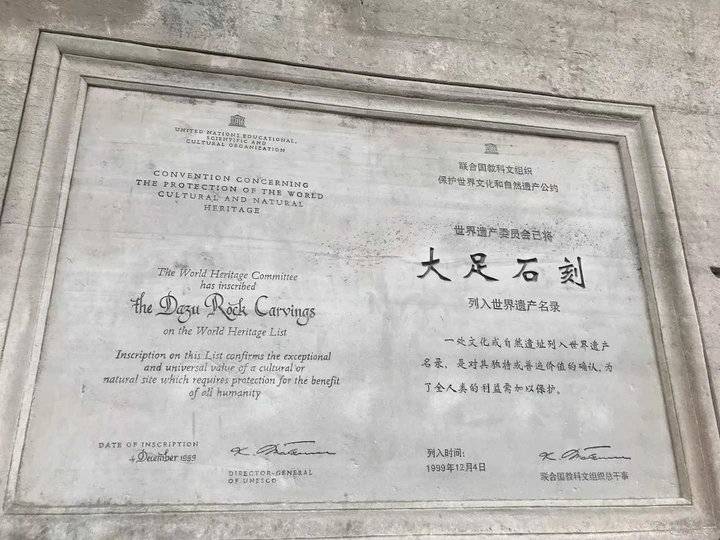 UNITED NATIONS EDUCATIONAL,
SCIENTIFIC AND
CULTURAL ORGANIZATION
CONVENTION CONCERNING
THE PROTECTION OF THE WORLD
CULTURAL AND NATURAL
HERITAGE
The World Heritage Committee
has inscribed
the Dazu Rock Carvings
on the World Heritage List
Inscription on this List confirms the exceptional
and universal value of a cultural or
natural site which requires protection for the benefit
of all humanity
DATE OF INSCRIPTION
4 December 1999
DIRECTOR-GENERAL
OF UNESCO
联合国教科文组织
保护世界文化和自然遗产公约
世界遗产委员会已将
大足石刻
列入世界遗产名录
一处文化或自然遗址列入世界遗产
名录，是对其独特或普遍价值的确认，为
了全人类的利益需加以保护。
列入时间：
1999年12月4日
联合国教科文组织总干事